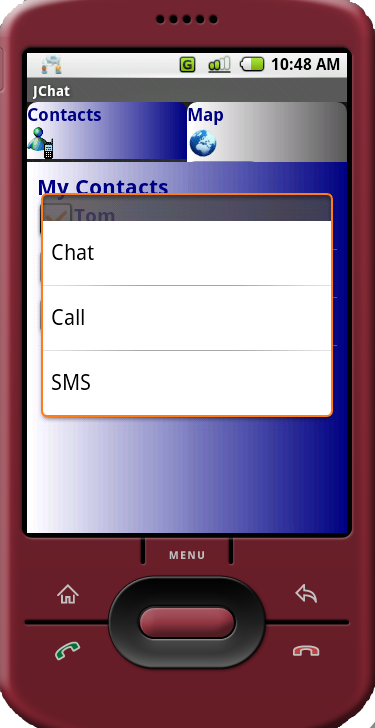 G 10:48 AM
JChat
Contacts Map
My Contacts
Tom
Chat
Call
SMS
MENU